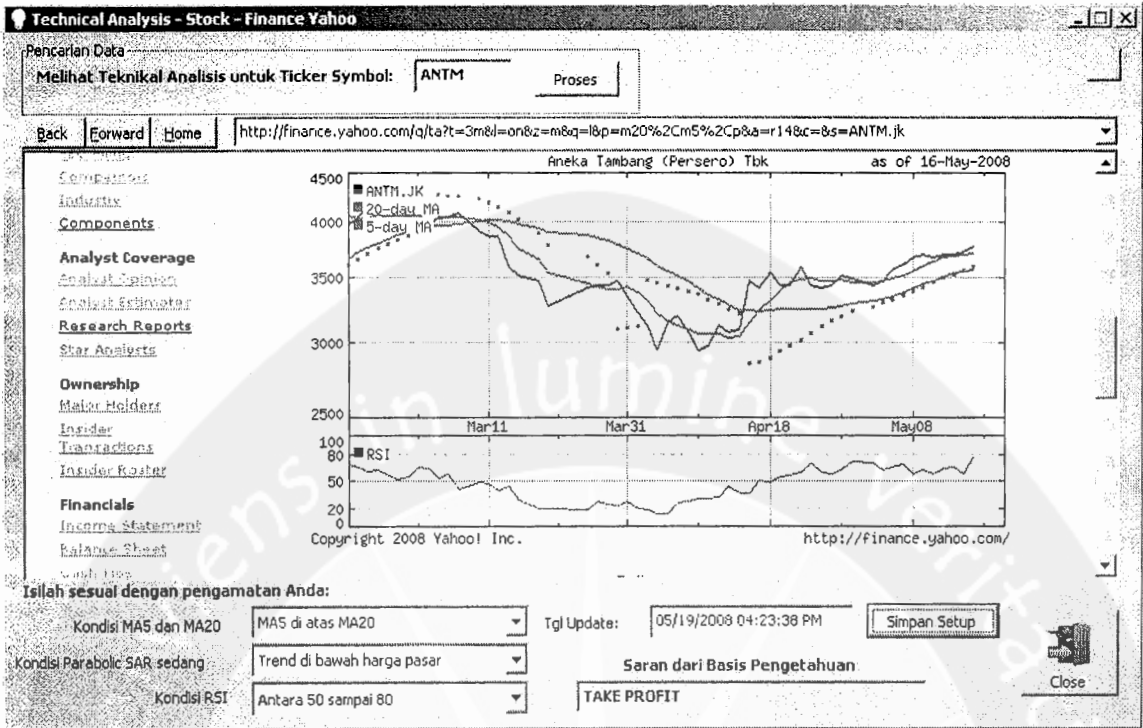 Technical Analysis - Stock - Finance Yahoo
Pencarian Data
Melihat Teknikal Analisis untuk Ticker Symbol: ANTM Proses
Back Forward Home http://finance.yahoo.com/q/ta?t=3m&l=on&z=m&q=l&p=m20%2Cm5%2Cp&a=r14&c=&s=ANTM.jk
Aneka Tambang (Persero) Tbk as of 16-May-2008
Competitors
Industry
Components
Analyst Coverage
Analyst Opinion
Analyst Estimates
Research Reports
Star Analysts
Ownership
Major Holders
Insider
Transactions
Insider Roster
Financials
Income Statement
Balance Sheet
4500
ANTM.JK
4000
20-day MA
5-day MA
3500
3000
2500
Mar11 Mar31 Apr18 May08
100
80
RSI
50
20
0
Copyright 2008 Yahoo! Inc. http://finance.yahoo.com/
Isilah sesuai dengan pengamatan Anda:
Kondisi MA5 dan MA20 MA5 di atas MA20 Tgl Update: 05/19/2008 04:23:38 PM Simpan Setup
Kondisi Parabolic SAR sedang Trend di bawah harga pasar Saran dari Basis Pengetahuan
Kondisi RSI Antara 50 sampai 80 TAKE PROFIT Close
iens in lumine verita